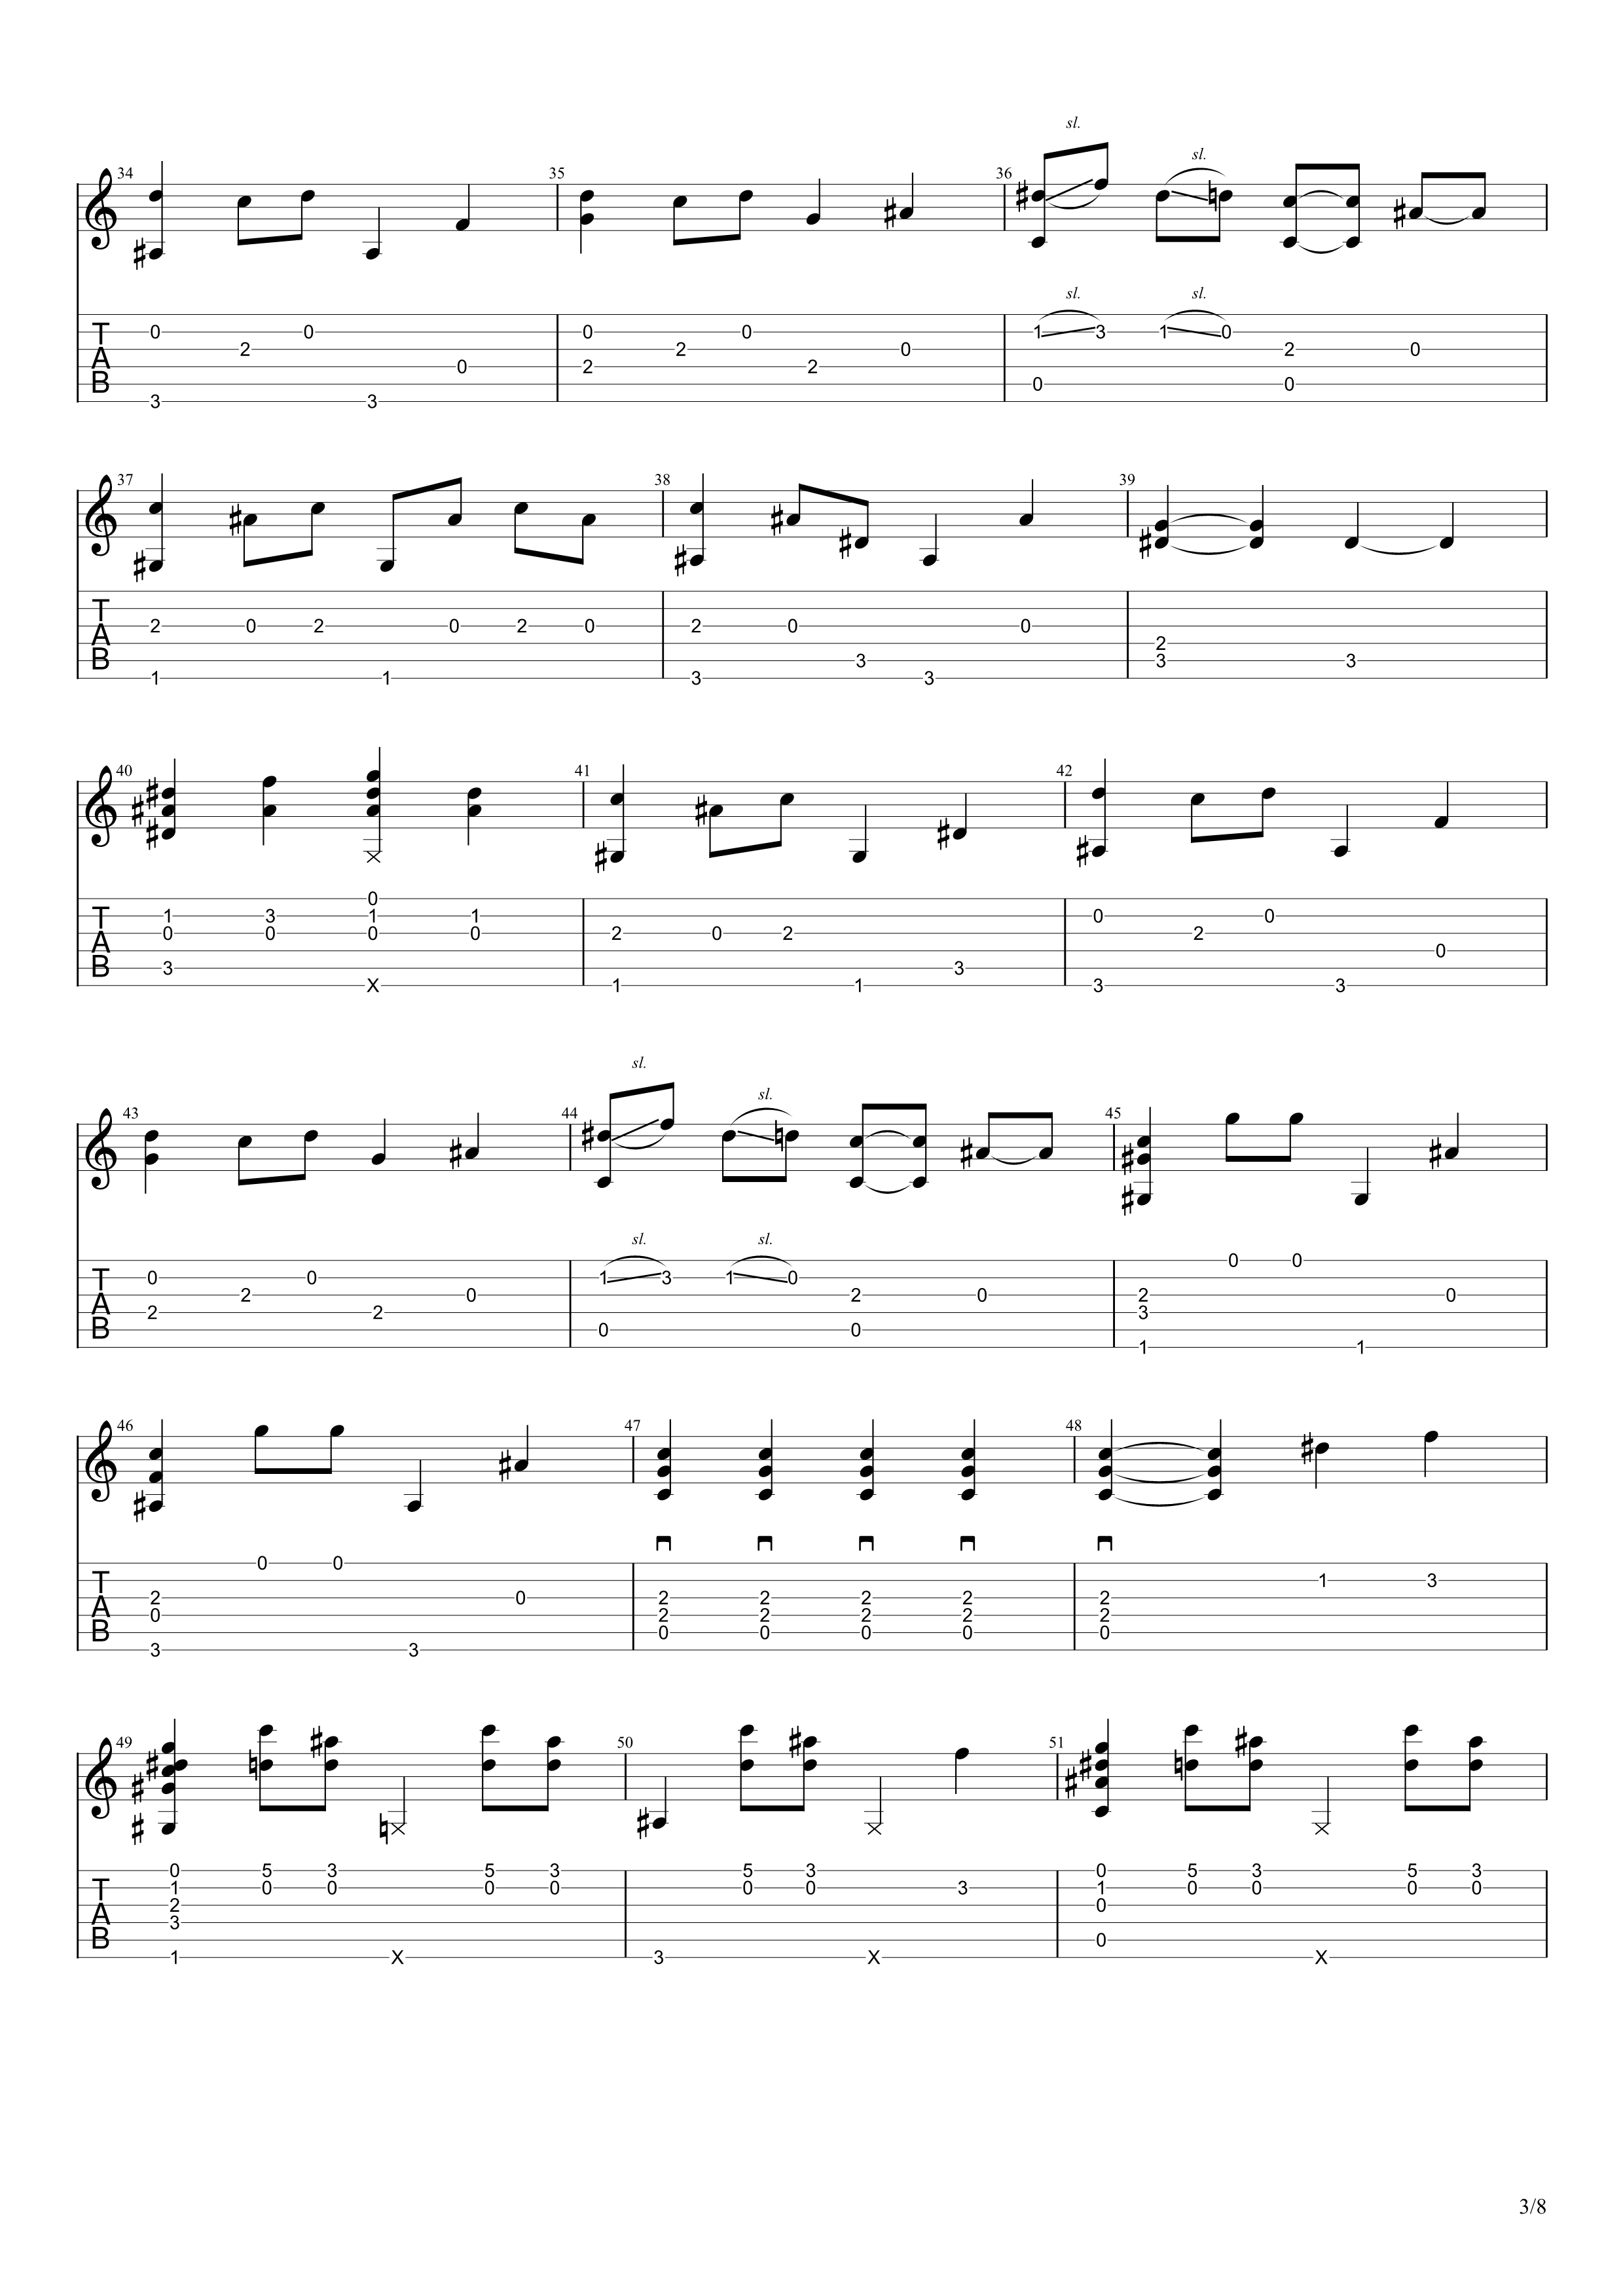 34 35 36 sl. sl.
sl. sl.
T 0 0 0 0 1 3 1 0
2 2 0 2 0
A 0 2 2
B 0 0
3 3
37 38 39
T
2 0 2 0 2 0 2 0 0
A 2
B 3 3 3
1 1 3 3
40 41 42
0
T 1 3 1 1 0 0
0 0 0 0 2 0 2 2
A 0
B 3 3
X 1 1 3 3
43 44 45 sl. sl.
sl. sl.
0 0
T 0 0 1 3 1 0
2 0 2 0 2 0
A 2 2 3
B 0 0
1 1
46 47 48
0 0
T 1 3
2 0 2 2 2 2 2
A 0 2 2 2 2 2
B 0 0 0 0 0
3 3
49 50 51
0 5 3 5 3 5 3 0 5 3 5 3
T 1 0 0 0 0 0 0 3 1 0 0 0 0
2 0
A 3
B 0
1 X 3 X X
3/8